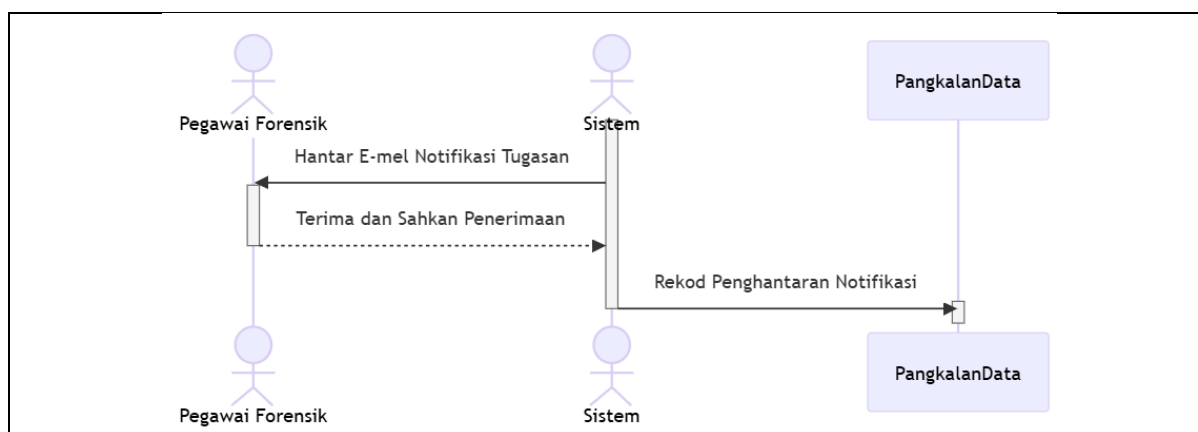 PangkalanData
Pegawai Forensik
Sistem
Hantar E-mel Notifikasi Tugasan
Terima dan Sahkan Penerimaan
Rekod Penghantaran Notifikasi
PangkalanData
Pegawai Forensik
Sistem